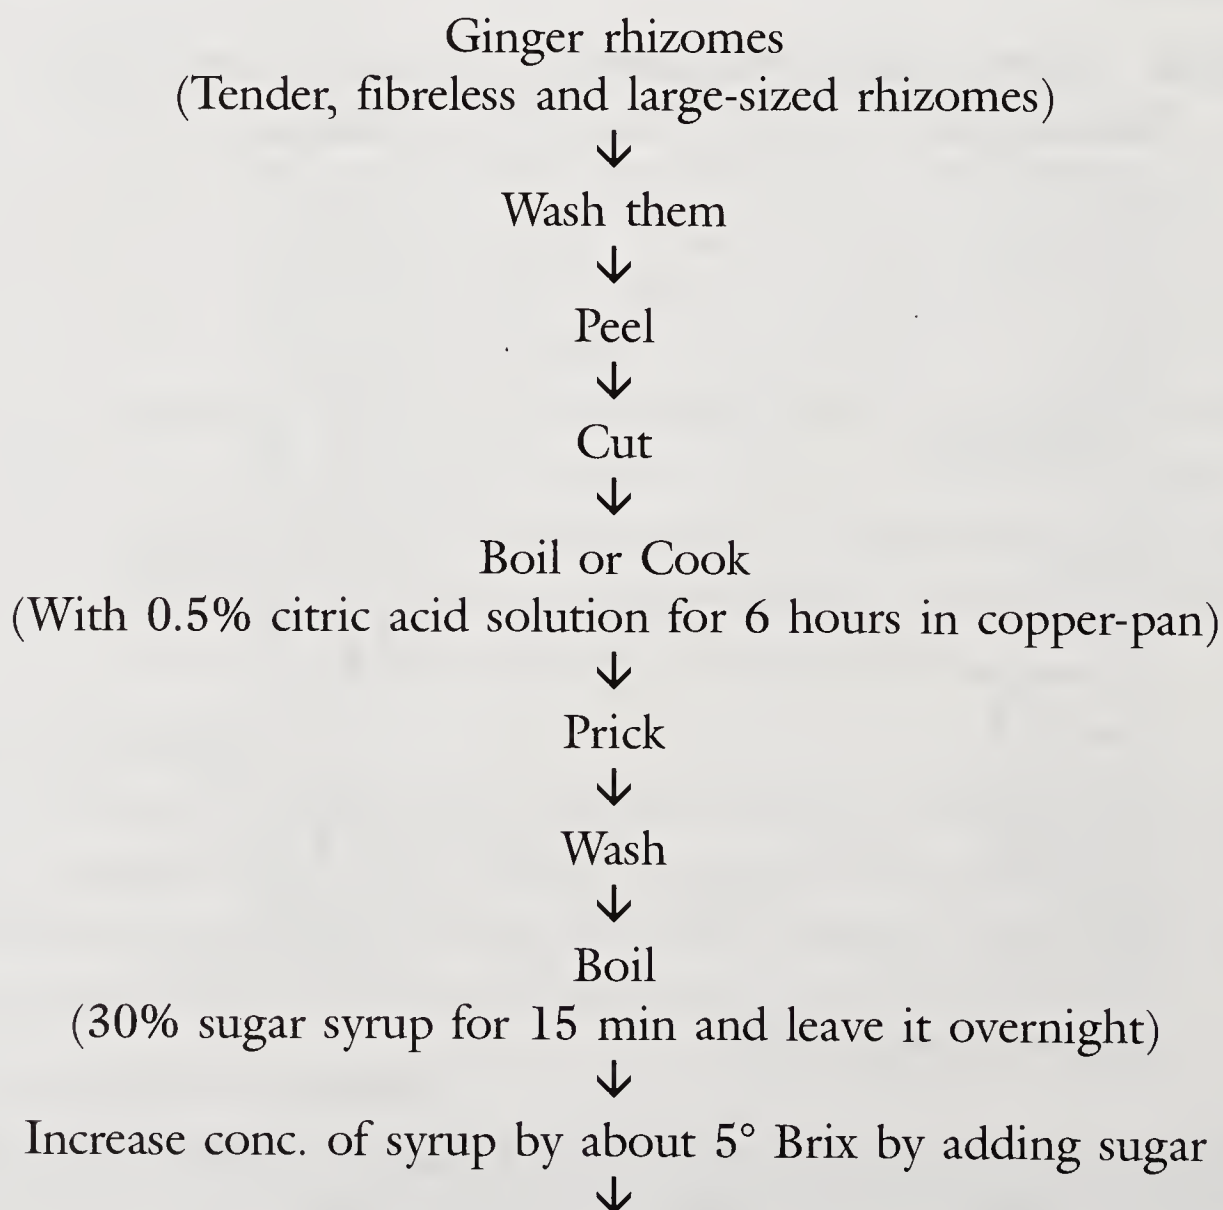 Ginger rhizomes
(Tender, fibreless and large-sized rhizomes)
↓
Wash them
↓
Peel
↓
Cut
↓
Boil or Cook
(With 0.5% citric acid solution for 6 hours in copper-pan)
↓
Prick
↓
Wash
↓
Boil
(30% sugar syrup for 15 min and leave it overnight)
↓
Increase conc. of syrup by about 5° Brix by adding sugar
↓